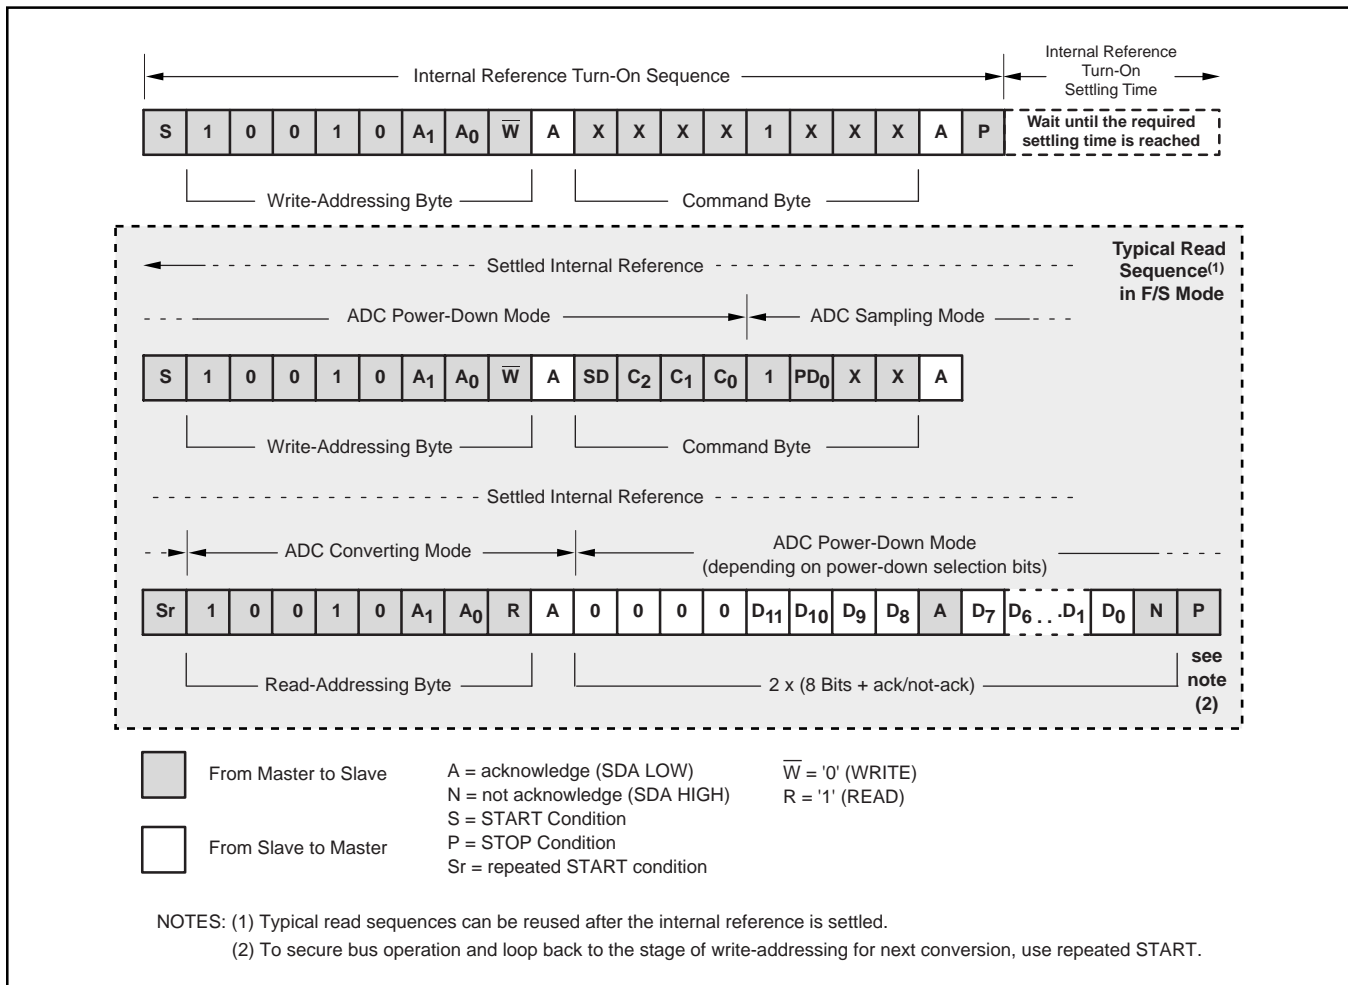 Internal Reference Turn-On Sequence
Internal Reference
Turn-On
Settling Time
S 1 0 0 1 0 A1 A0 W̅ A X X X X 1 X X X A P
Wait until the required
settling time is reached
Write-Addressing Byte
Command Byte
Typical Read
Sequence(1)
in F/S Mode
Settled Internal Reference
ADC Power-Down Mode
ADC Sampling Mode
S 1 0 0 1 0 A1 A0 W̅ A SD C2 C1 C0 1 PD0 X X A
Write-Addressing Byte
Command Byte
Settled Internal Reference
ADC Converting Mode
ADC Power-Down Mode
(depending on power-down selection bits)
Sr 1 0 0 1 0 A1 A0 R A 0 0 0 0 D11 D10 D9 D8 A D7 D6 . . .D1 D0 N P
Read-Addressing Byte
2 x (8 Bits + ack/not-ack)
see
note
(2)
From Master to Slave
From Slave to Master
A = acknowledge (SDA LOW)
N = not acknowledge (SDA HIGH)
S = START Condition
P = STOP Condition
Sr = repeated START condition
W̅ = '0' (WRITE)
R = '1' (READ)
NOTES: (1) Typical read sequences can be reused after the internal reference is settled.
(2) To secure bus operation and loop back to the stage of write-addressing for next conversion, use repeated START.